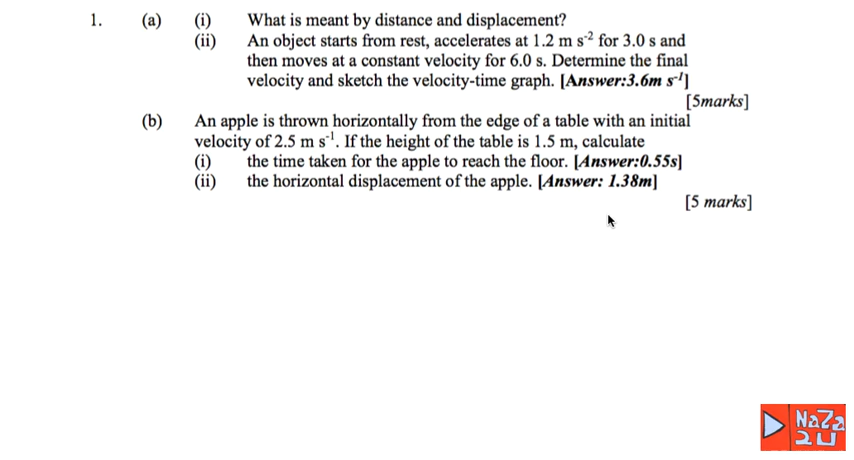 1. (a) (i) What is meant by distance and displacement?
(ii) An object starts from rest, accelerates at 1.2 m s⁻² for 3.0 s and
then moves at a constant velocity for 6.0 s. Determine the final
velocity and sketch the velocity-time graph. [Answer:3.6m s⁻¹]
[5marks]
(b) An apple is thrown horizontally from the edge of a table with an initial
velocity of 2.5 m s⁻¹. If the height of the table is 1.5 m, calculate
(i) the time taken for the apple to reach the floor. [Answer:0.55s]
(ii) the horizontal displacement of the apple. [Answer: 1.38m]
[5 marks]
NaZa
2U